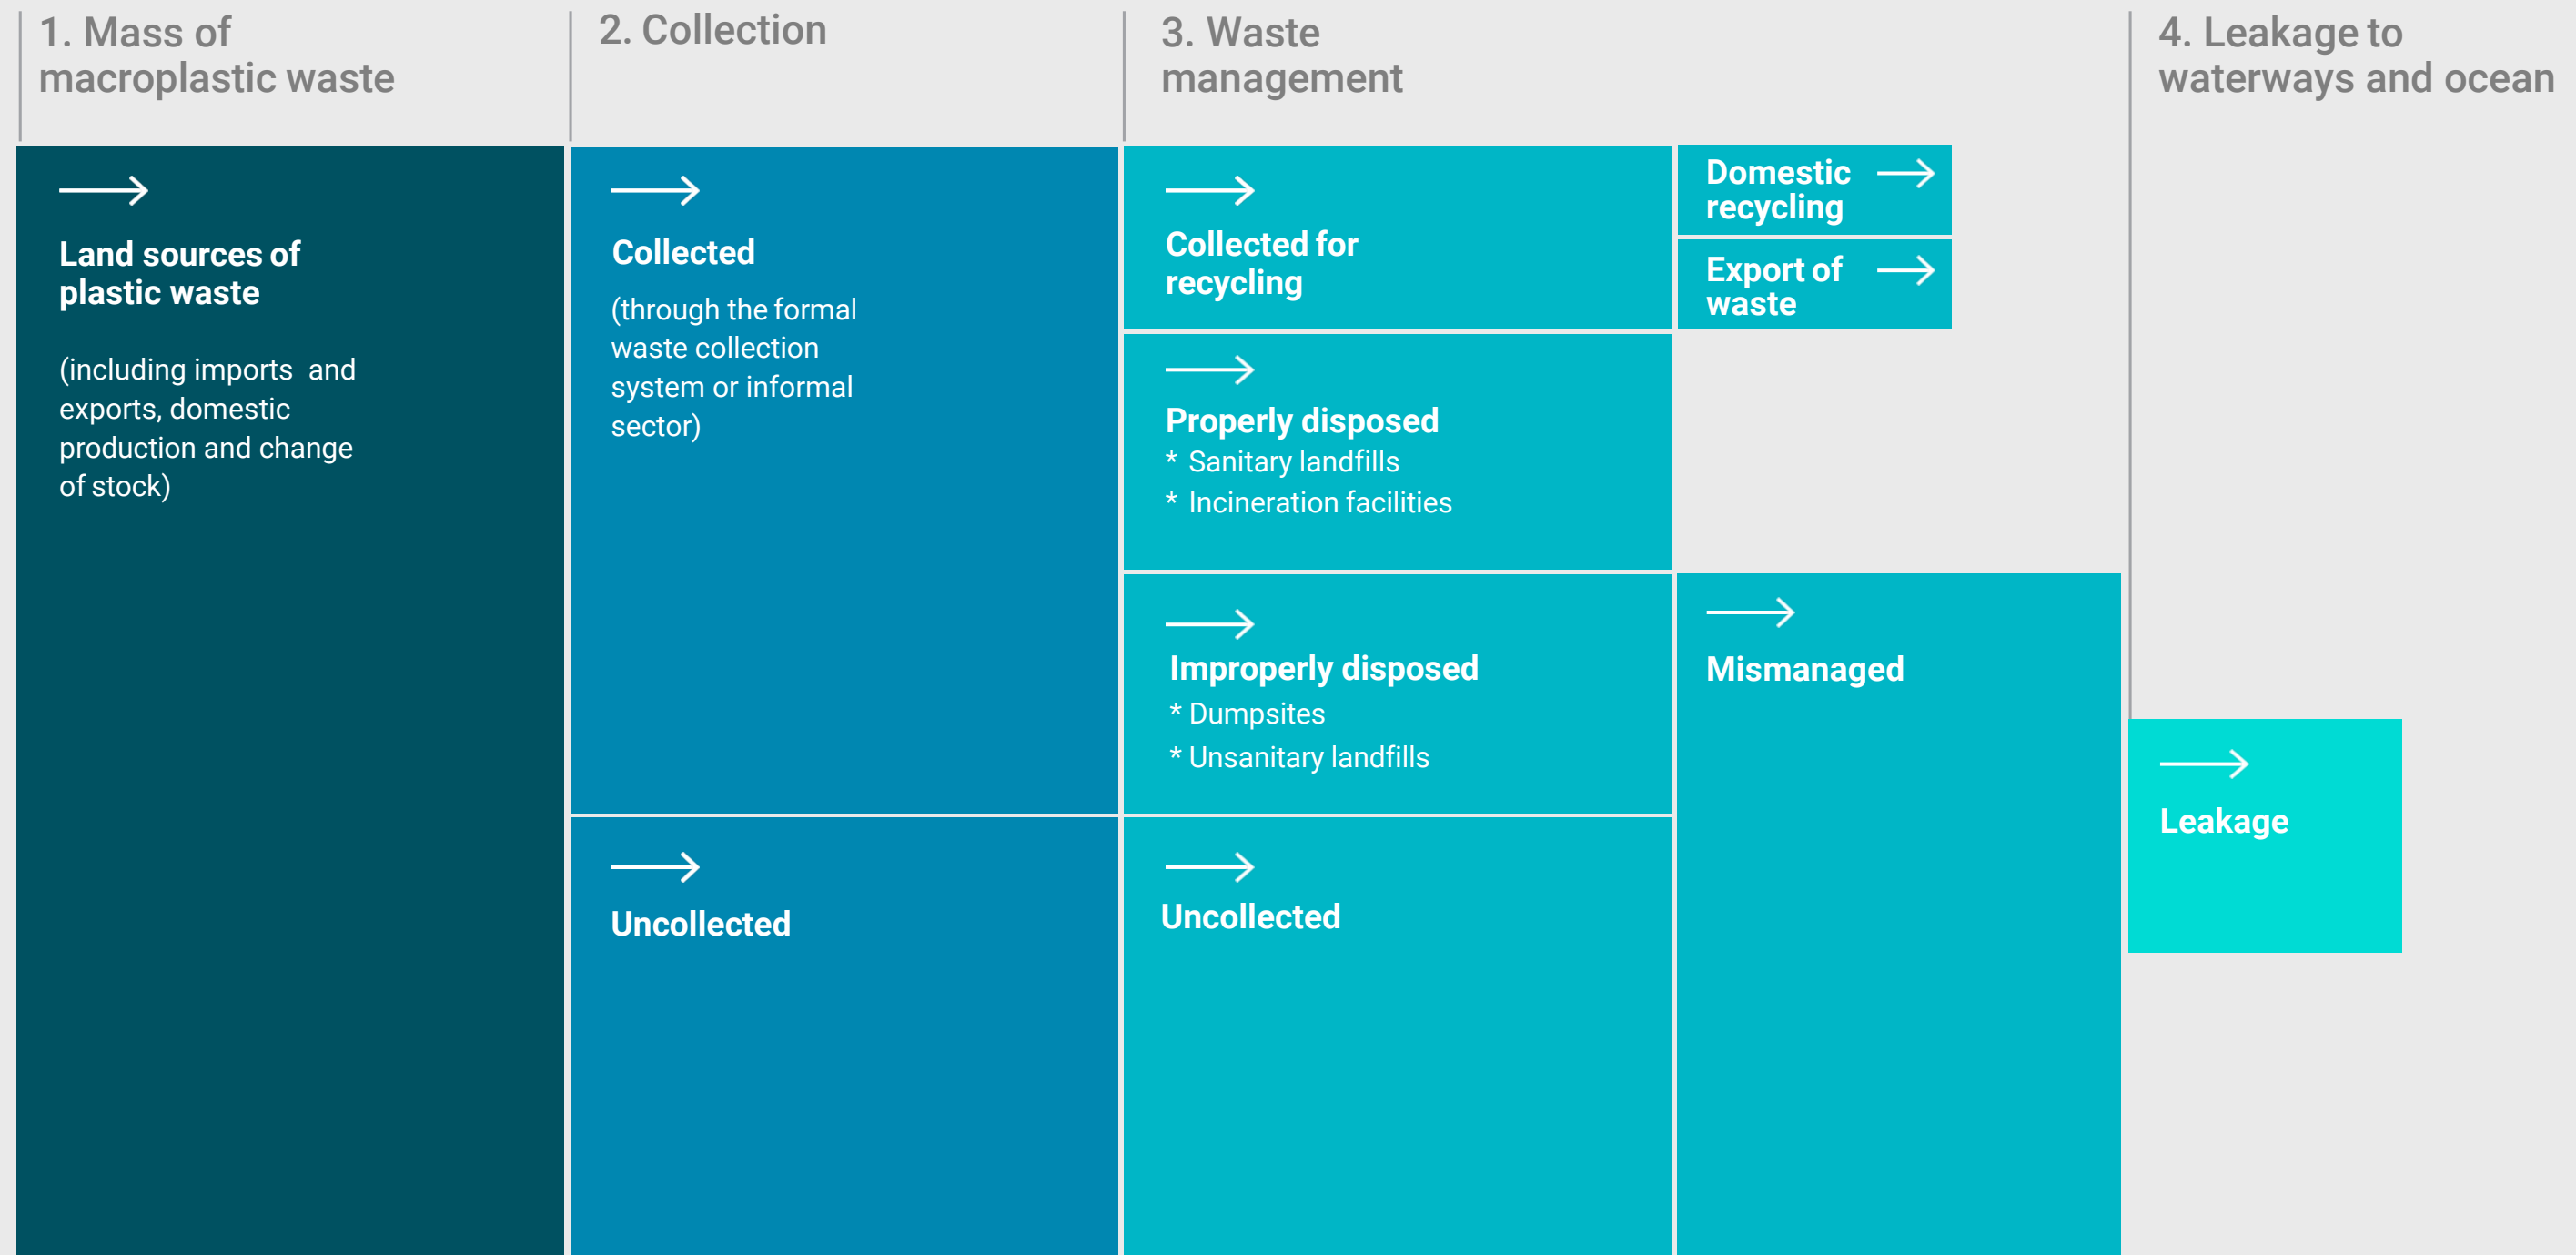 1. Mass of
macroplastic waste
2. Collection
3. Waste
management
4. Leakage to
waterways and ocean
Land sources of
plastic waste
(including imports and
exports, domestic
production and change
of stock)
Collected
(through the formal
waste collection
system or informal
sector)
Uncollected
Collected for
recycling
Domestic
recycling
Export of
waste
Properly disposed
* Sanitary landfills
* Incineration facilities
Improperly disposed
* Dumpsites
* Unsanitary landfills
Uncollected
Mismanaged
Leakage